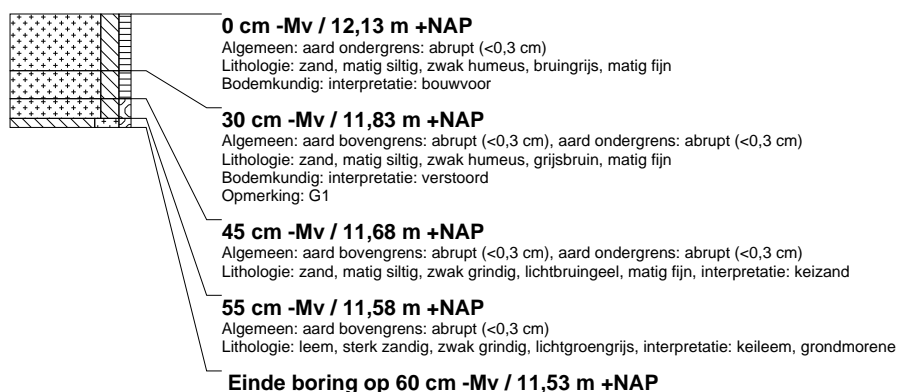 0 cm -Mv / 12,13 m +NAP
Algemeen: aard ondergrens: abrupt (<0,3 cm)
Lithologie: zand, matig siltig, zwak humeus, bruingrijs, matig fijn
Bodemkundig: interpretatie: bouwvoor
30 cm -Mv / 11,83 m +NAP
Algemeen: aard bovengrens: abrupt (<0,3 cm), aard ondergrens: abrupt (<0,3 cm)
Lithologie: zand, matig siltig, zwak humeus, grijsbruin, matig fijn
Bodemkundig: interpretatie: verstoord
Opmerking: G1
45 cm -Mv / 11,68 m +NAP
Algemeen: aard bovengrens: abrupt (<0,3 cm), aard ondergrens: abrupt (<0,3 cm)
Lithologie: zand, matig siltig, zwak grindig, lichtbruingeel, matig fijn, interpretatie: keizand
55 cm -Mv / 11,58 m +NAP
Algemeen: aard bovengrens: abrupt (<0,3 cm)
Lithologie: leem, sterk zandig, zwak grindig, lichtgroengrijs, interpretatie: keileem, grondmorene
Einde boring op 60 cm -Mv / 11,53 m +NAP